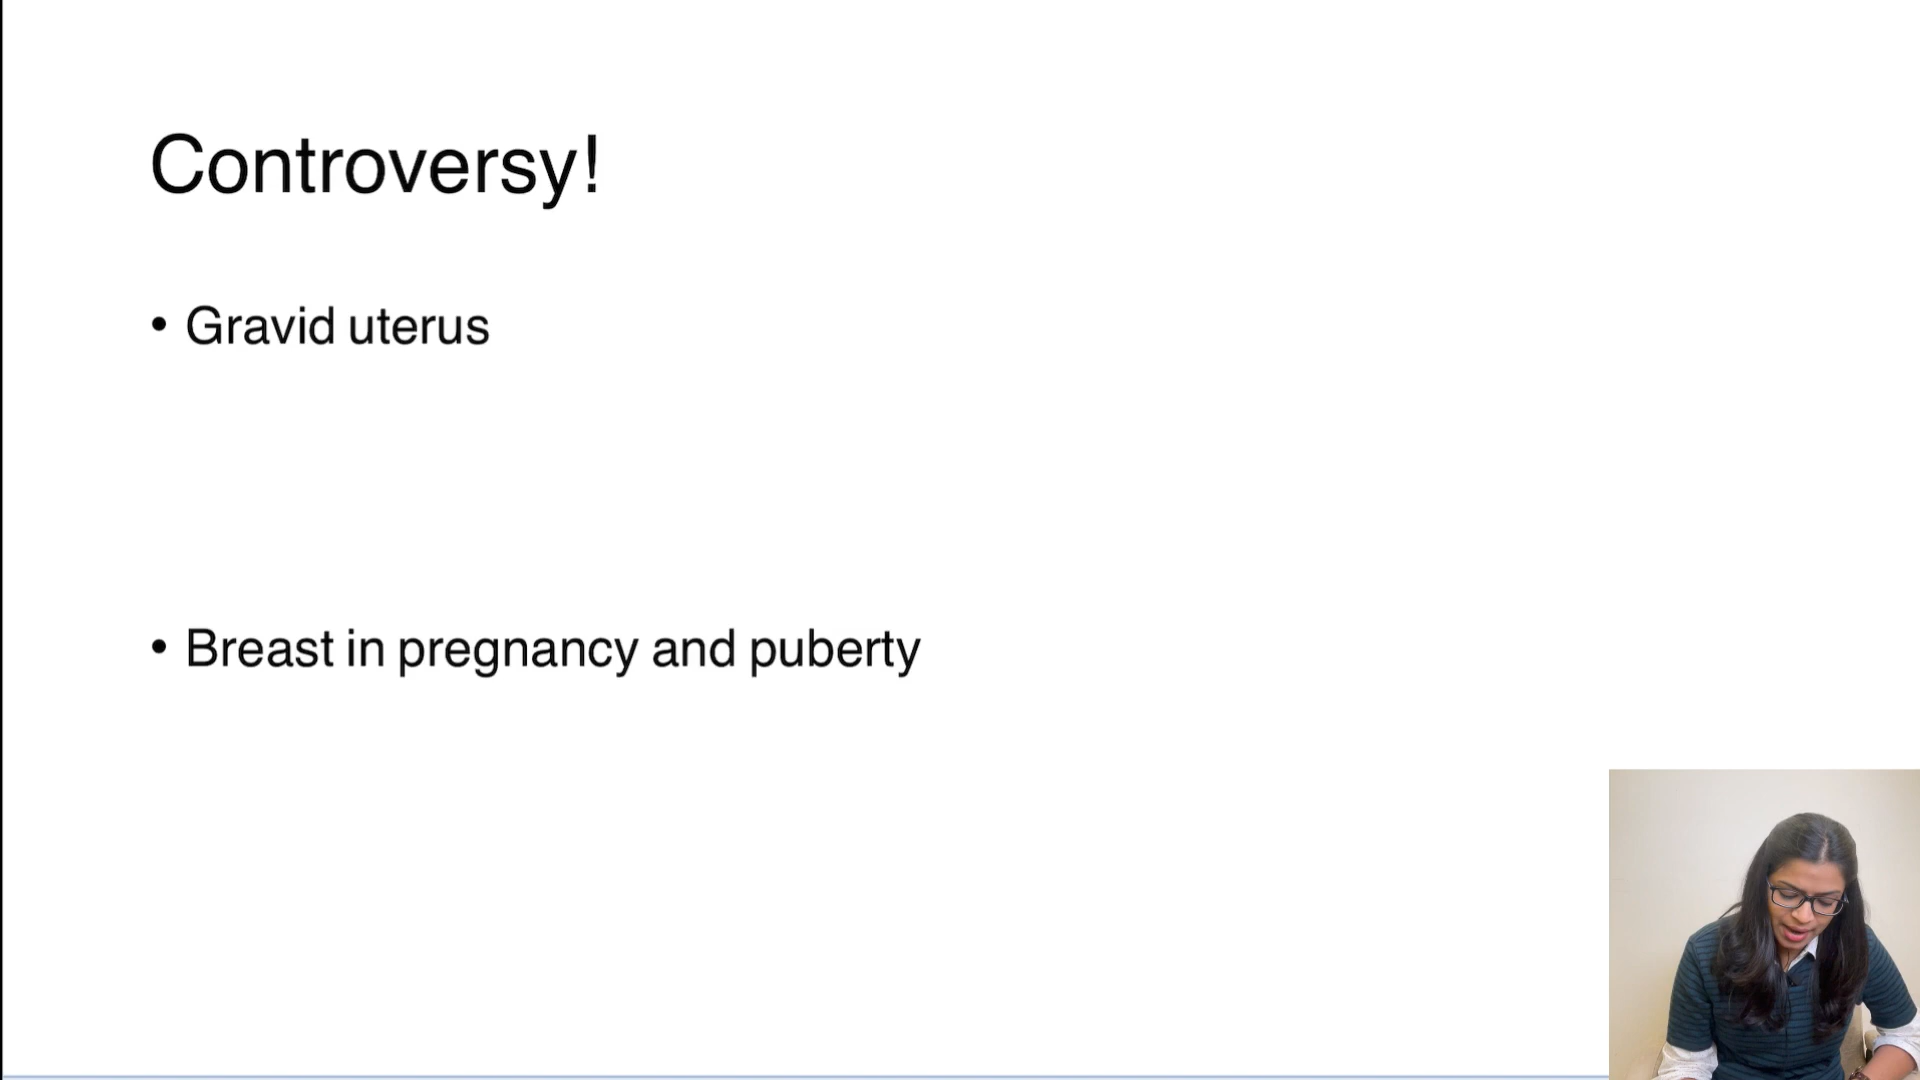 Controversy!
• Gravid uterus
• Breast in pregnancy and puberty